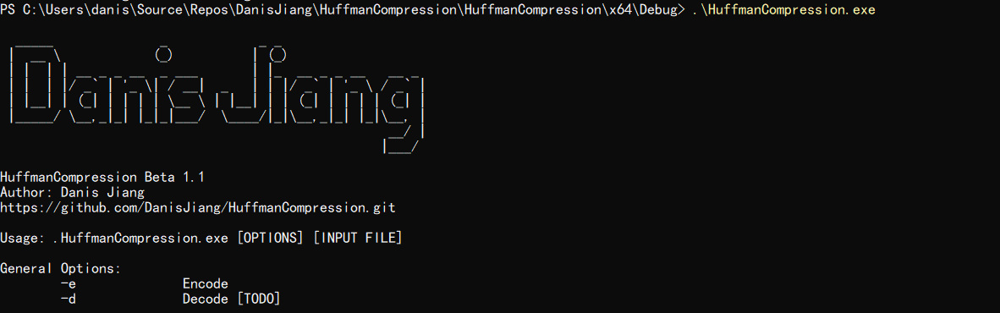 PS C:\Users\danis\Source\Repos\DanisJiang\HuffmanCompression\HuffmanCompression\x64\Debug> .\HuffmanCompression.exe
Danis Jiang
HuffmanCompression Beta 1.1
Author: Danis Jiang
https://github.com/DanisJiang/HuffmanCompression.git
Usage: .HuffmanCompression.exe [OPTIONS] [INPUT FILE]
General Options:
-e Encode
-d Decode [TODO]